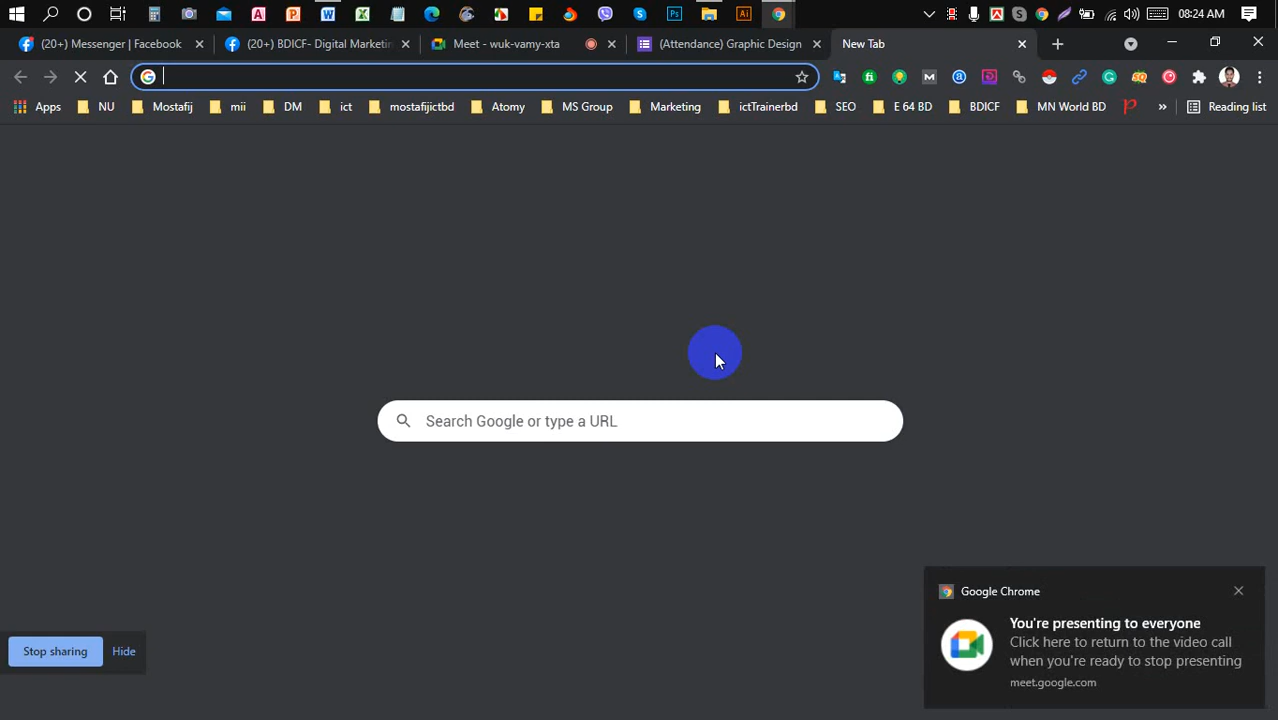 08:24 AM
(20+) Messenger | Facebook
(20+) BDICF- Digital Marketin
Meet - wuk-vamy-xta
(Attendance) Graphic Design
New Tab
Apps NU Mostafij mii DM ict mostafijictbd Atomy MS Group Marketing ictTrainerbd SEO E 64 BD BDICF MN World BD » Reading list
Search Google or type a URL
Google Chrome
You're presenting to everyone
Click here to return to the video call
when you're ready to stop presenting
meet.google.com
Stop sharing Hide